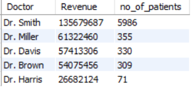 Doctor Revenue no_of_patients
Dr. Smith 135679687 5986
Dr. Miller 61322460 355
Dr. Davis 57413306 330
Dr. Brown 54075456 309
Dr. Harris 26682124 71